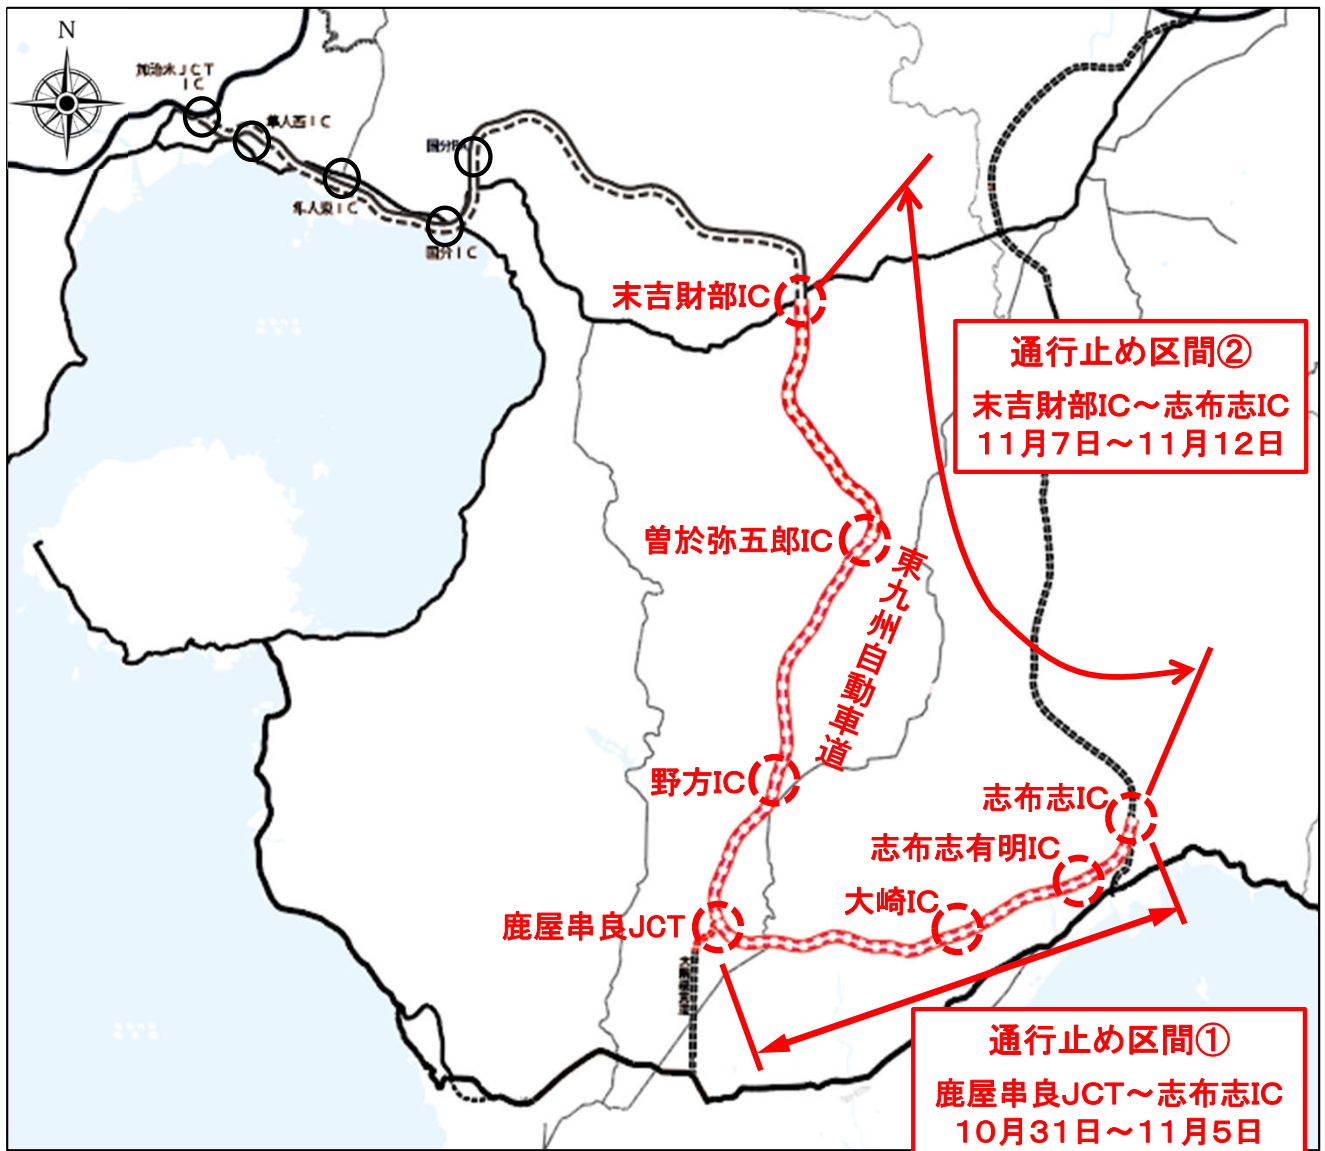 N
加治木JCT
IC
隼人西IC
隼人東IC
国分IC
末吉財部IC
通行止め区間②
末吉財部IC～志布志IC
11月7日～11月12日
曽於弥五郎IC
東九州自動車道
野方IC
志布志IC
志布志有明IC
大崎IC
鹿屋串良JCT
通行止め区間①
鹿屋串良JCT～志布志IC
10月31日～11月5日